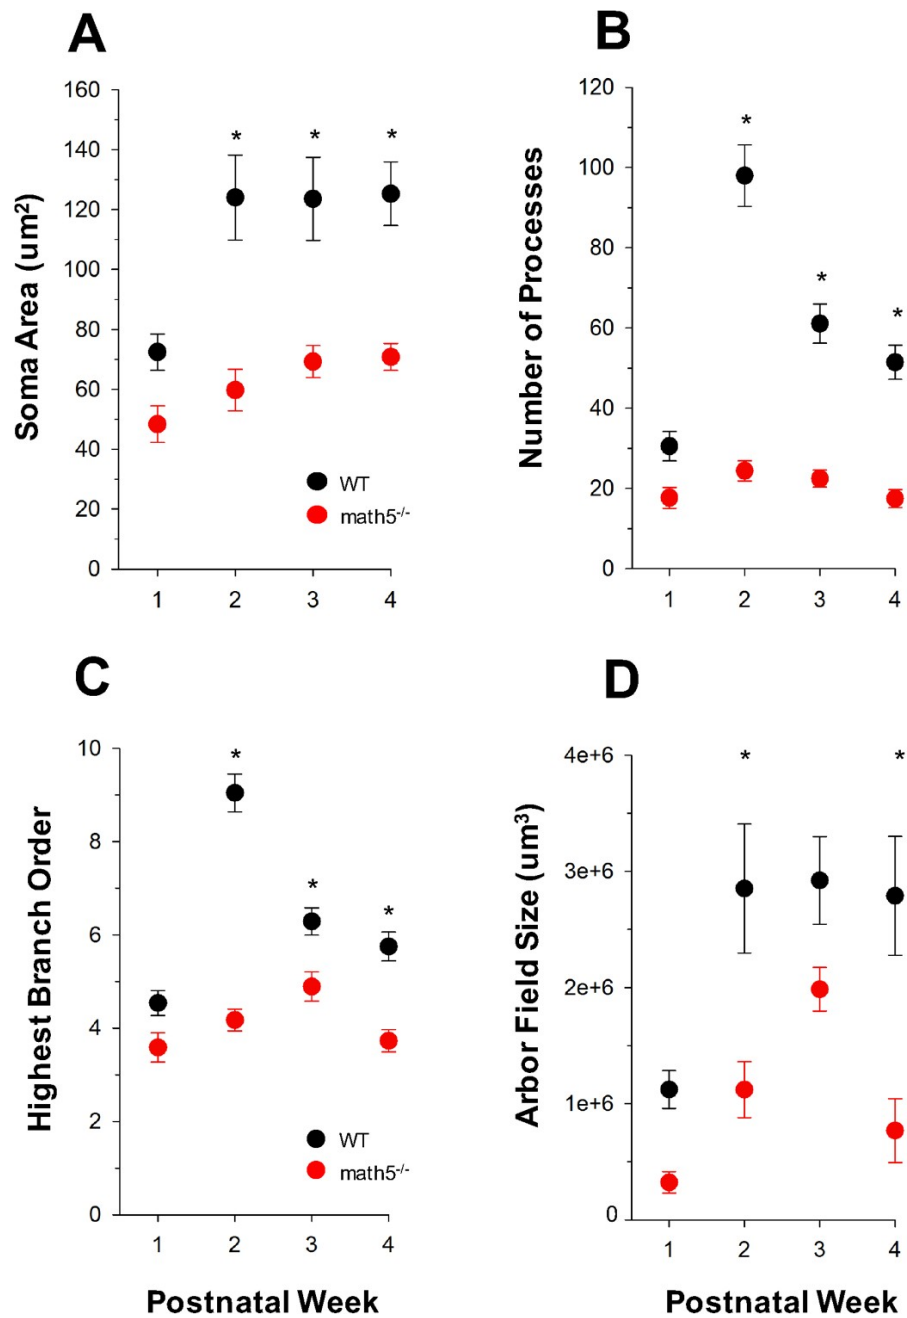 A
Soma Area (um²)
160
140
120
100
80
60
40
20
0
* * *
WT
math5⁻/⁻
1 2 3 4
B
Number of Processes
120
100
80
60
40
20
0
*
*
*
1 2 3 4
C
Highest Branch Order
10
8
6
4
2
0
*
*
*
WT
math5⁻/⁻
1 2 3 4
Postnatal Week
D
Arbor Field Size (um³)
4e+6
3e+6
2e+6
1e+6
0
* *
1 2 3 4
Postnatal Week